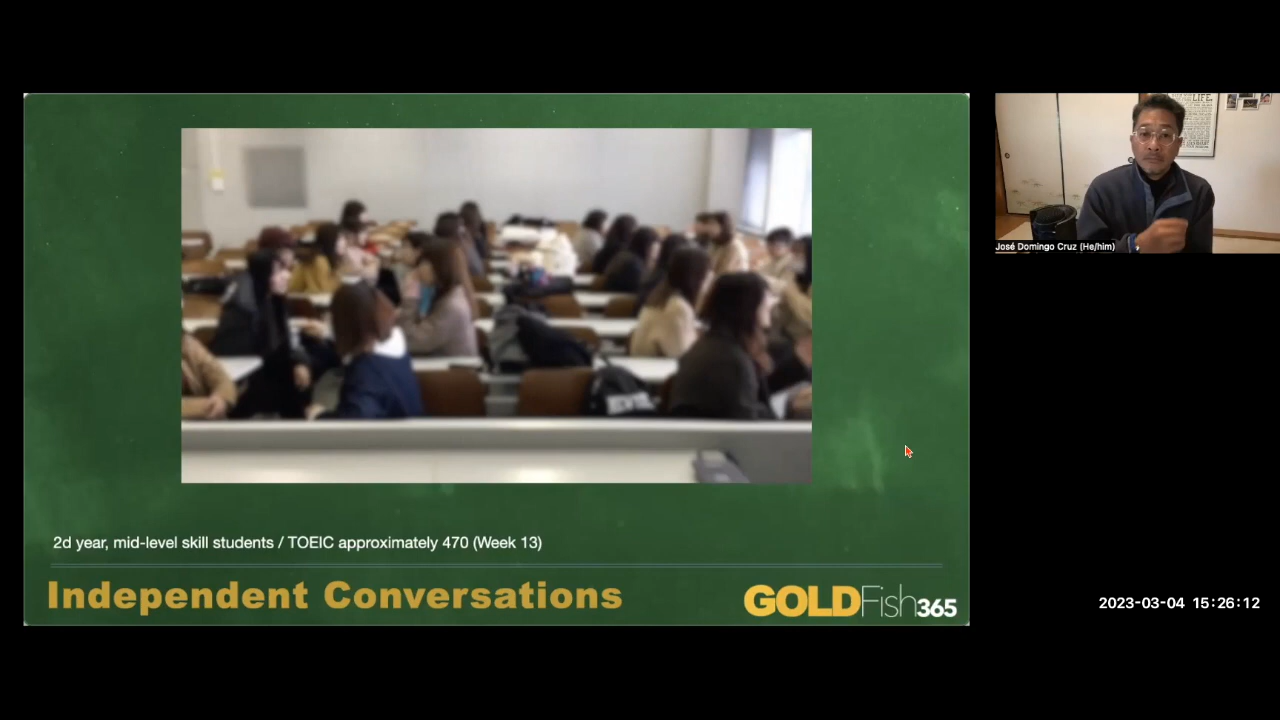 LIFE.
José Domingo Cruz (He/him)
2d year, mid-level skill students / TOEIC approximately 470 (Week 13)
Independent Conversations
GOLDFish365
2023-03-04 15:26:12